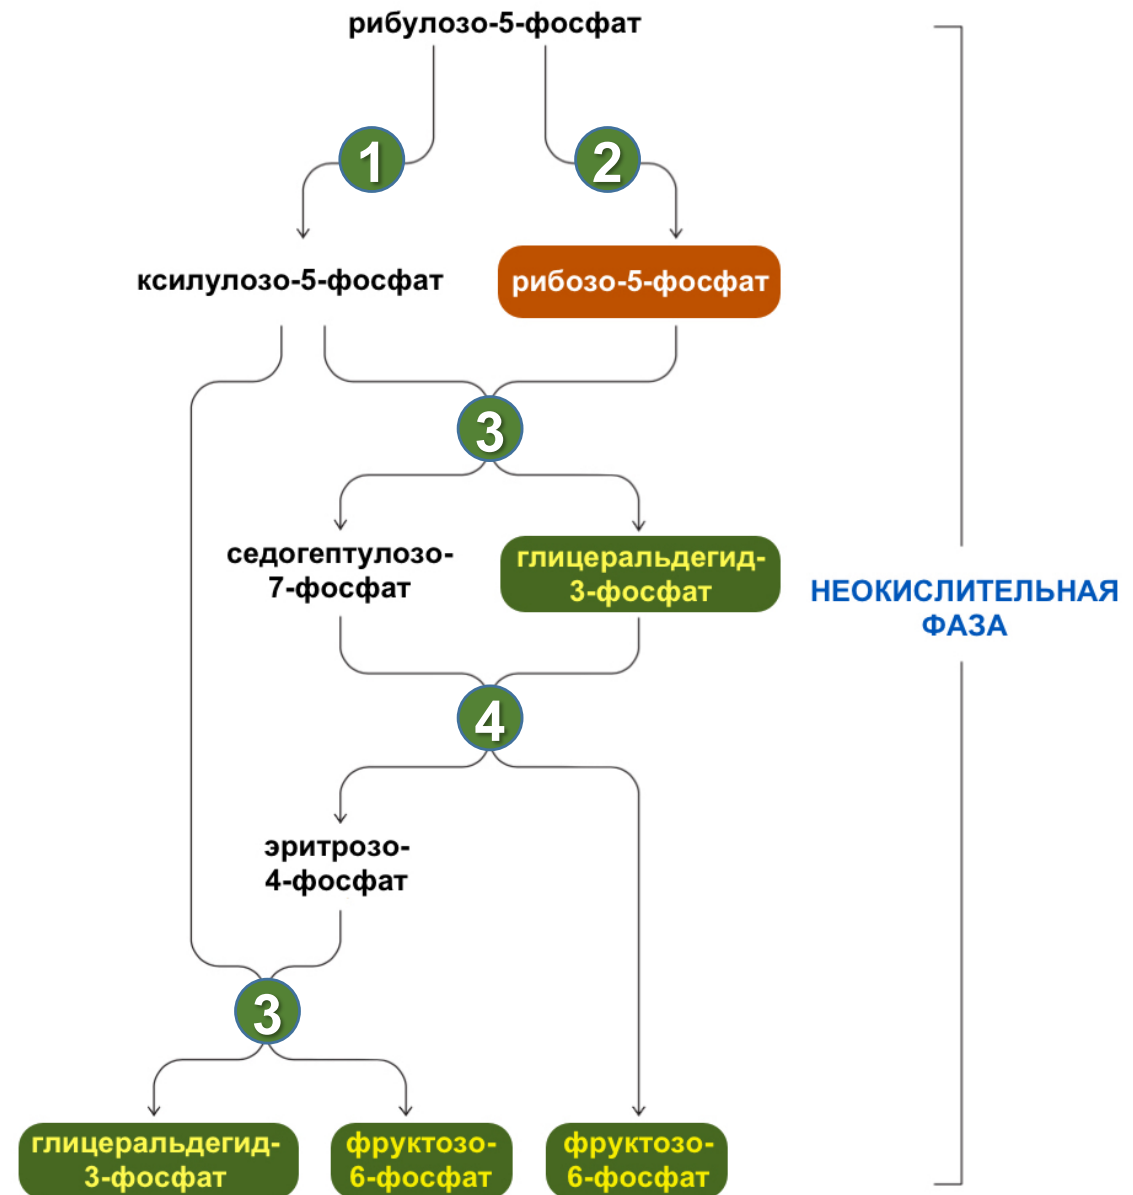 рибулозо-5-фосфат
1
2
ксилулозо-5-фосфат
рибозо-5-фосфат
3
седогептулозо-
7-фосфат
глицеральдегид-
3-фосфат
НЕОКИСЛИТЕЛЬНАЯ
ФАЗА
4
эритрозо-
4-фосфат
3
глицеральдегид-
3-фосфат
фруктозо-
6-фосфат
фруктозо-
6-фосфат